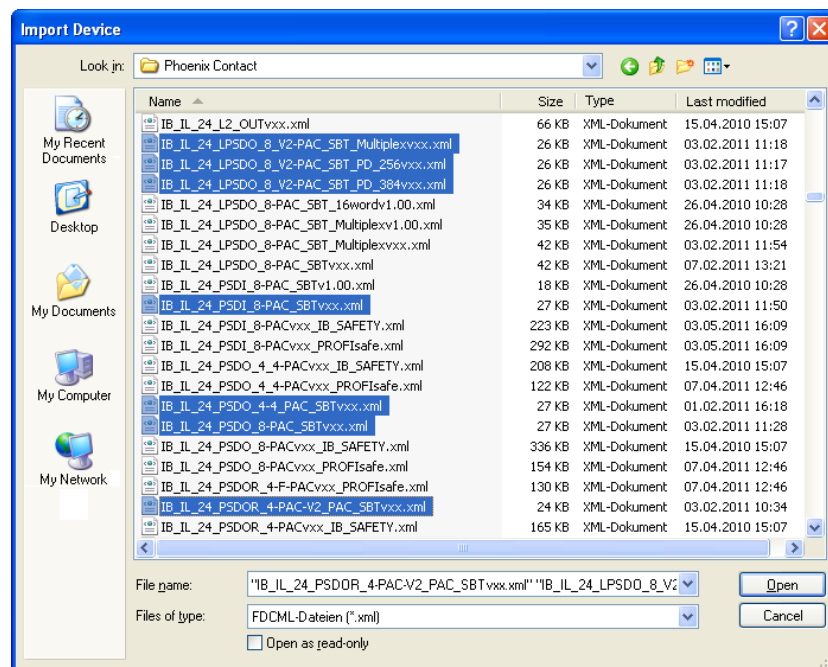 Import Device
Look in: Phoenix Contact
Name Size Type Last modified
IB_IL_24_L2_OUTvxx.xml 66 KB XML-Dokument 15.04.2010 15:07
IB_IL_24_LPSDO_8_V2-PAC_SBT_Multiplexvxx.xml 26 KB XML-Dokument 03.02.2011 11:18
IB_IL_24_LPSDO_8_V2-PAC_SBT_PD_256vxx.xml 26 KB XML-Dokument 03.02.2011 11:17
IB_IL_24_LPSDO_8_V2-PAC_SBT_PD_384vxx.xml 26 KB XML-Dokument 03.02.2011 11:18
IB_IL_24_LPSDO_8-PAC_SBT_16wordv1.00.xml 34 KB XML-Dokument 26.04.2010 10:28
IB_IL_24_LPSDO_8-PAC_SBT_Multiplexv1.00.xml 35 KB XML-Dokument 26.04.2010 10:28
IB_IL_24_LPSDO_8-PAC_SBT_Multiplexvxx.xml 42 KB XML-Dokument 03.02.2011 11:54
IB_IL_24_LPSDO_8-PAC_SBTvxx.xml 42 KB XML-Dokument 07.02.2011 13:21
IB_IL_24_PSDI_8-PAC_SBTv1.00.xml 18 KB XML-Dokument 26.04.2010 10:28
IB_IL_24_PSDI_8-PAC_SBTvxx.xml 27 KB XML-Dokument 03.02.2011 11:50
IB_IL_24_PSDI_8-PACvxx_IB_SAFETY.xml 223 KB XML-Dokument 03.05.2011 16:09
IB_IL_24_PSDI_8-PACvxx_PROFIsafe.xml 292 KB XML-Dokument 03.05.2011 16:09
IB_IL_24_PSDO_4_4-PACvxx_IB_SAFETY.xml 208 KB XML-Dokument 15.04.2010 15:07
IB_IL_24_PSDO_4_4-PACvxx_PROFIsafe.xml 122 KB XML-Dokument 07.04.2011 12:46
IB_IL_24_PSDO_4-4_PAC_SBTvxx.xml 27 KB XML-Dokument 01.02.2011 16:18
IB_IL_24_PSDO_8-PAC_SBTvxx.xml 27 KB XML-Dokument 03.02.2011 11:28
IB_IL_24_PSDO_8-PACvxx_IB_SAFETY.xml 336 KB XML-Dokument 15.04.2010 15:07
IB_IL_24_PSDO_8-PACvxx_PROFIsafe.xml 154 KB XML-Dokument 07.04.2011 12:46
IB_IL_24_PSDOR_4-F-PACvxx_PROFIsafe.xml 130 KB XML-Dokument 07.04.2011 12:46
IB_IL_24_PSDOR_4-PAC-V2_PAC_SBTvxx.xml 24 KB XML-Dokument 03.02.2011 10:34
IB_IL_24_PSDOR_4-PACvxx_IB_SAFETY.xml 165 KB XML-Dokument 15.04.2010 15:07
My Recent
Documents
Desktop
My Documents
My Computer
My Network
File name: "IB_IL_24_PSDOR_4-PAC-V2_PAC_SBTvxx.xml" "IB_IL_24_LPSDO_8_V2 Open
Files of type: FDCML-Dateien (*.xml) Cancel
Open as read-only